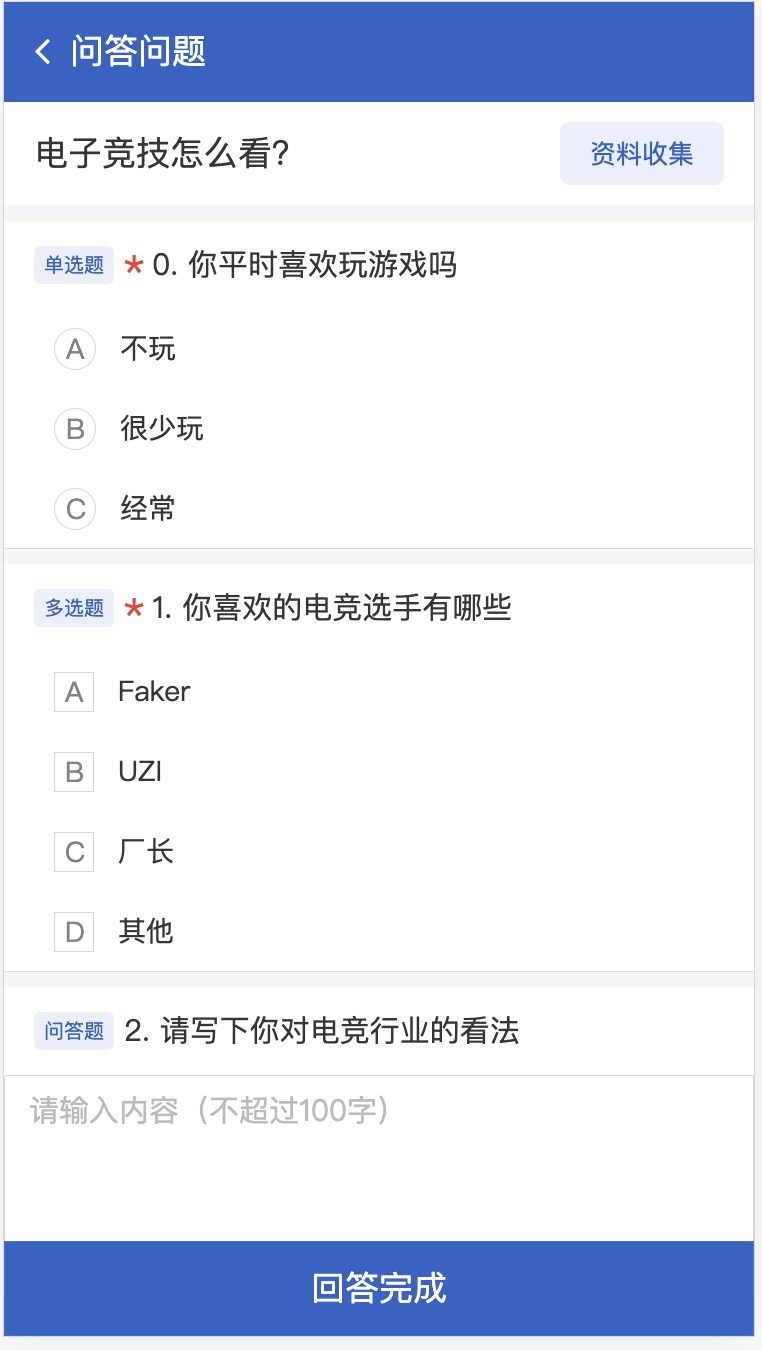 问答问题
电子竞技怎么看?
资料收集
单选题 * 0. 你平时喜欢玩游戏吗
A 不玩
B 很少玩
C 经常
多选题 * 1. 你喜欢的电竞选手有哪些
A Faker
B UZI
C 厂长
D 其他
问答题 2. 请写下你对电竞行业的看法
请输入内容（不超过100字）
回答完成